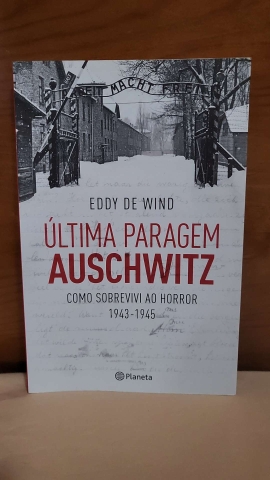 MACHT FREI
EDDY DE WIND
ÚLTIMA PARAGEM
AUSCHWITZ
COMO SOBREVIVI AO HORROR
1943-1945
Planeta